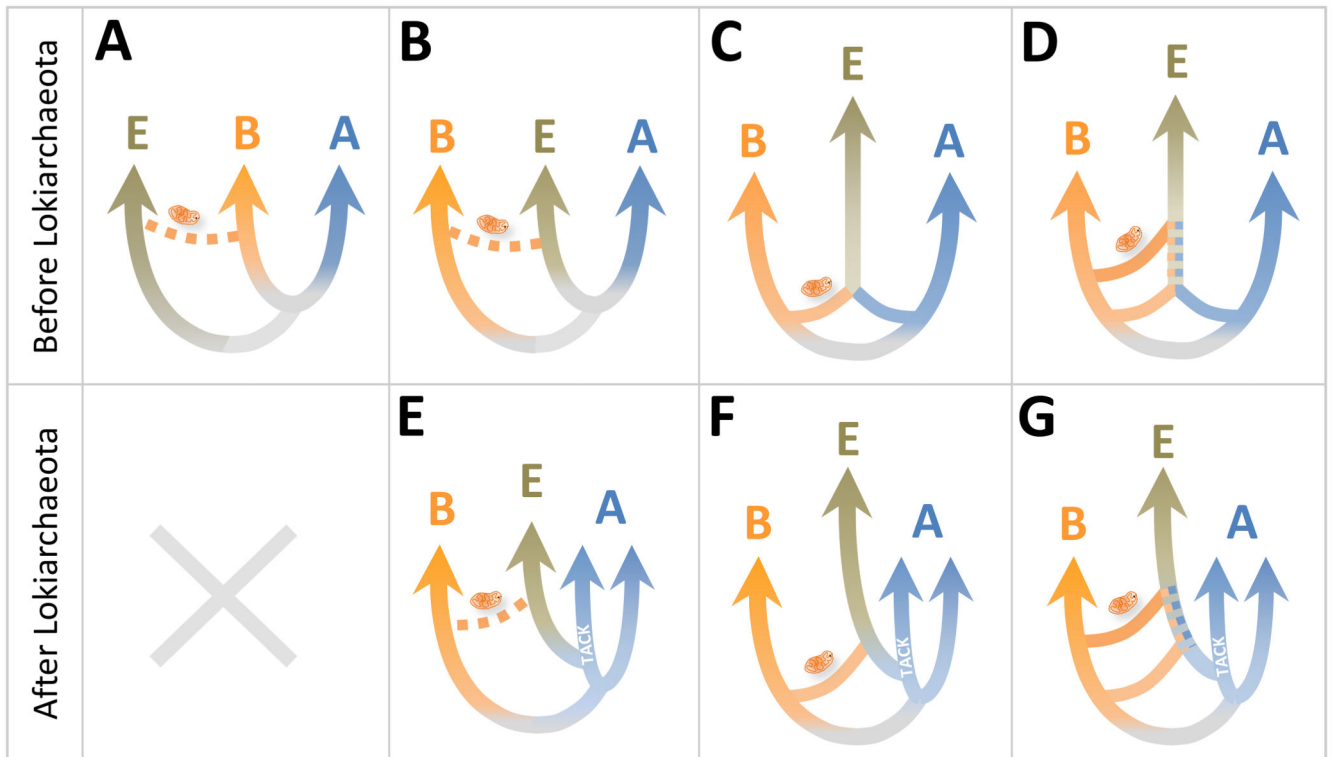 Before Lokiarchaeota
A
E B A
B
B E A
C
B E A
D
B E A
After Lokiarchaeota
E
B E A
TACK
F
B E A
TACK
G
B E A
TACK